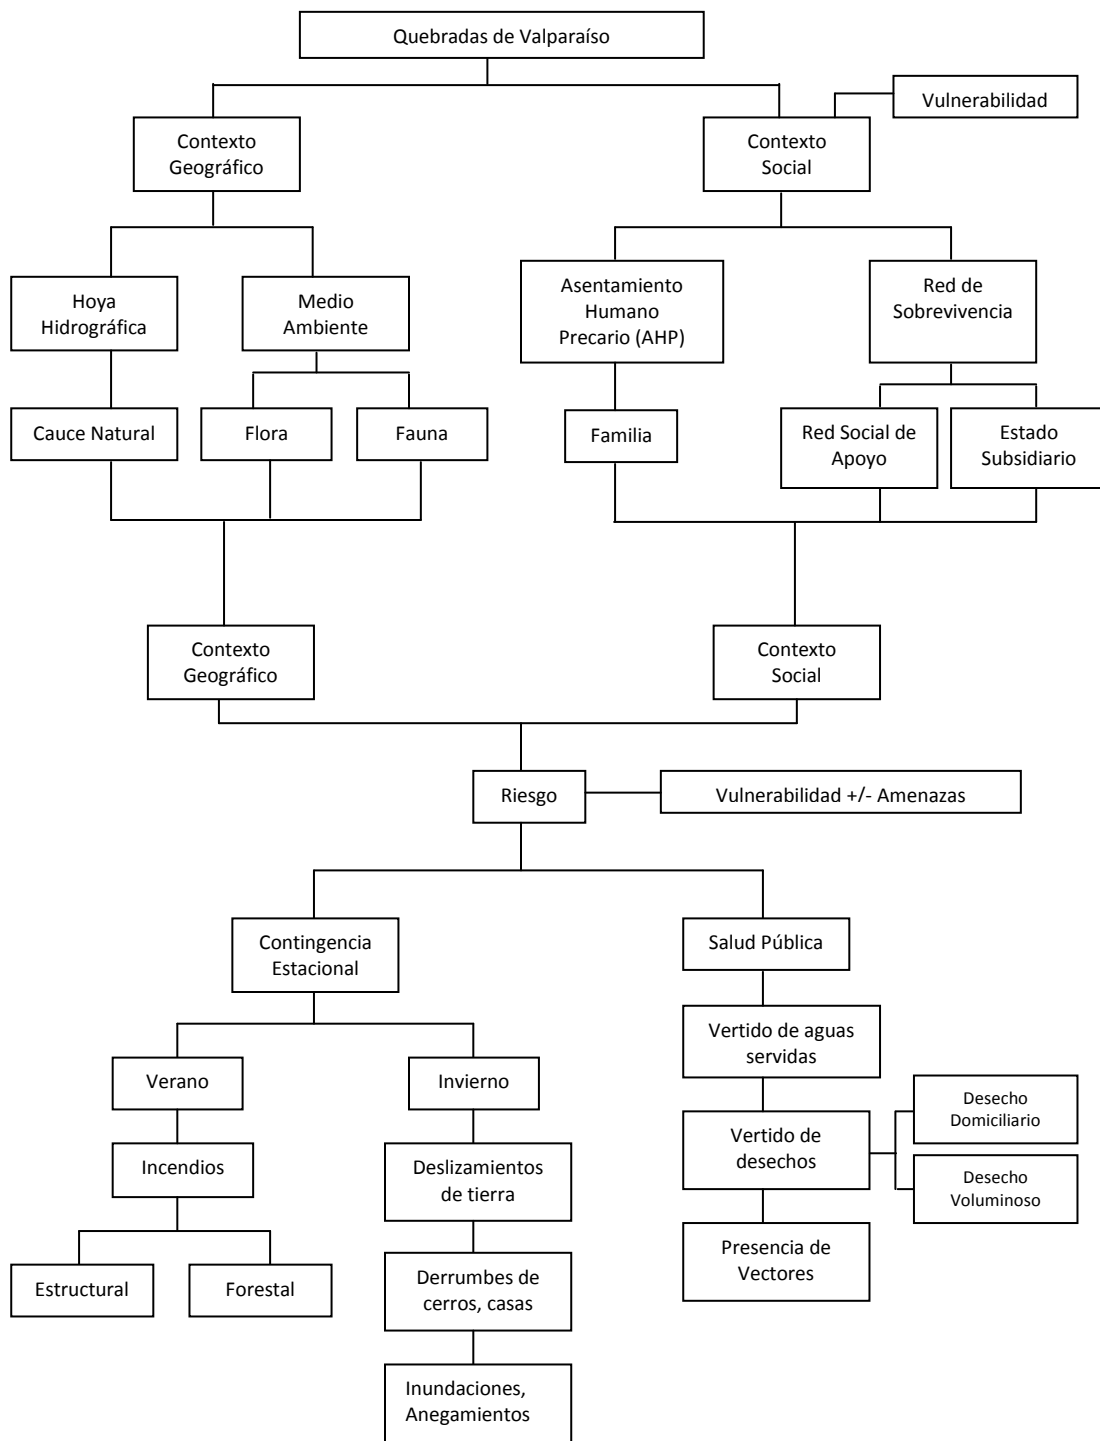 Quebradas de Valparaíso
Vulnerabilidad
Contexto
Geográfico
Contexto
Social
Hoya
Hidrográfica
Medio
Ambiente
Asentamiento
Humano
Precario (AHP)
Red de
Sobrevivencia
Cauce Natural
Flora
Fauna
Familia
Red Social de
Apoyo
Estado
Subsidiario
Contexto
Geográfico
Contexto
Social
Riesgo
Vulnerabilidad +/- Amenazas
Contingencia
Estacional
Salud Pública
Verano
Invierno
Vertido de aguas
servidas
Incendios
Deslizamientos
de tierra
Vertido de
desechos
Desecho
Domiciliario
Desecho
Voluminoso
Estructural
Forestal
Derrumbes de
cerros, casas
Presencia de
Vectores
Inundaciones,
Anegamientos